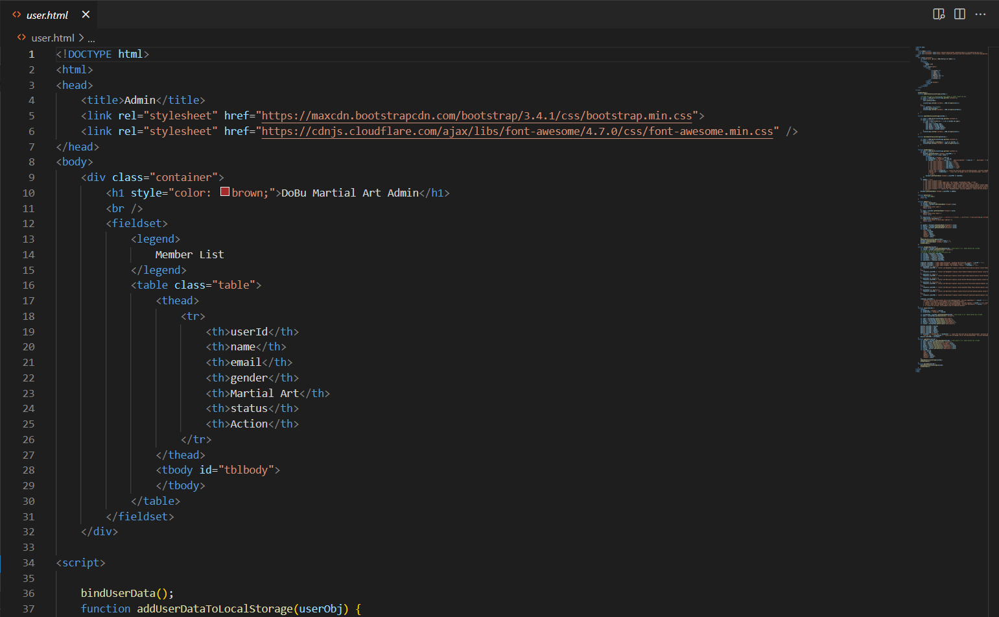 user.html
user.html > ...
1 <!DOCTYPE html>
2 <html>
3 <head>
4 <title>Admin</title>
5 <link rel="stylesheet" href="https://maxcdn.bootstrapcdn.com/bootstrap/3.4.1/css/bootstrap.min.css">
6 <link rel="stylesheet" href="https://cdnjs.cloudflare.com/ajax/libs/font-awesome/4.7.0/css/font-awesome.min.css" />
7 </head>
8 <body>
9 <div class="container">
10 <h1 style="color: brown;">DoBu Martial Art Admin</h1>
11 <br />
12 <fieldset>
13 <legend>
14 Member List
15 </legend>
16 <table class="table">
17 <thead>
18 <tr>
19 <th>userId</th>
20 <th>name</th>
21 <th>email</th>
22 <th>gender</th>
23 <th>Martial Art</th>
24 <th>status</th>
25 <th>Action</th>
26 </tr>
27 </thead>
28 <tbody id="tblbody">
29 </tbody>
30 </table>
31 </fieldset>
32 </div>
33
34 <script>
35
36 bindUserData();
37 function addUserDataToLocalStorage(userObj) {